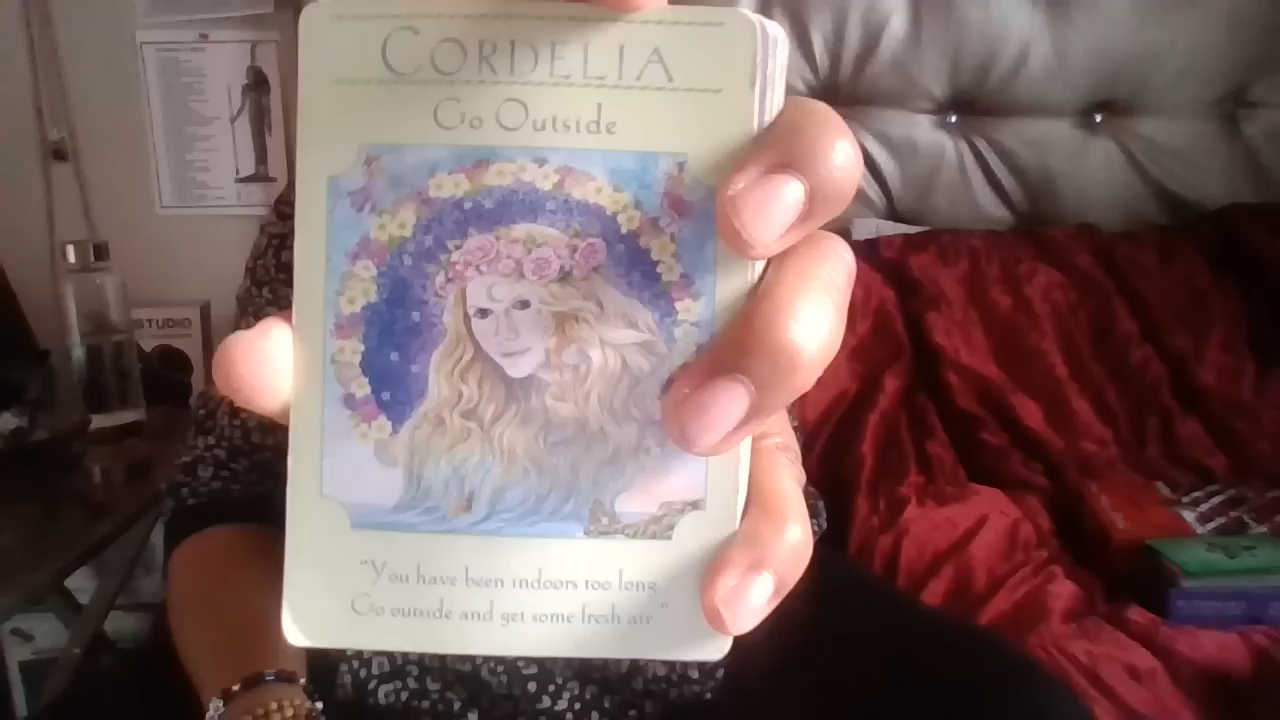 CORDELIA
Go Outside
"You have been indoors too long
Go outside and get some fresh air."
STUDIO